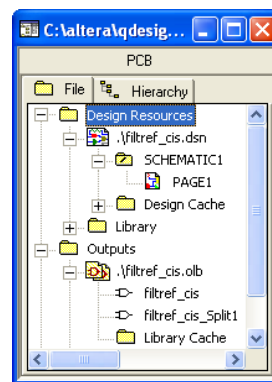 C:\altera\qdesig...
PCB
File Hierarchy
Design Resources
.\filtref_cis.dsn
SCHEMATIC1
PAGE1
Design Cache
Library
Outputs
.\filtref_cis.olb
filtref_cis
filtref_cis_Split1
Library Cache